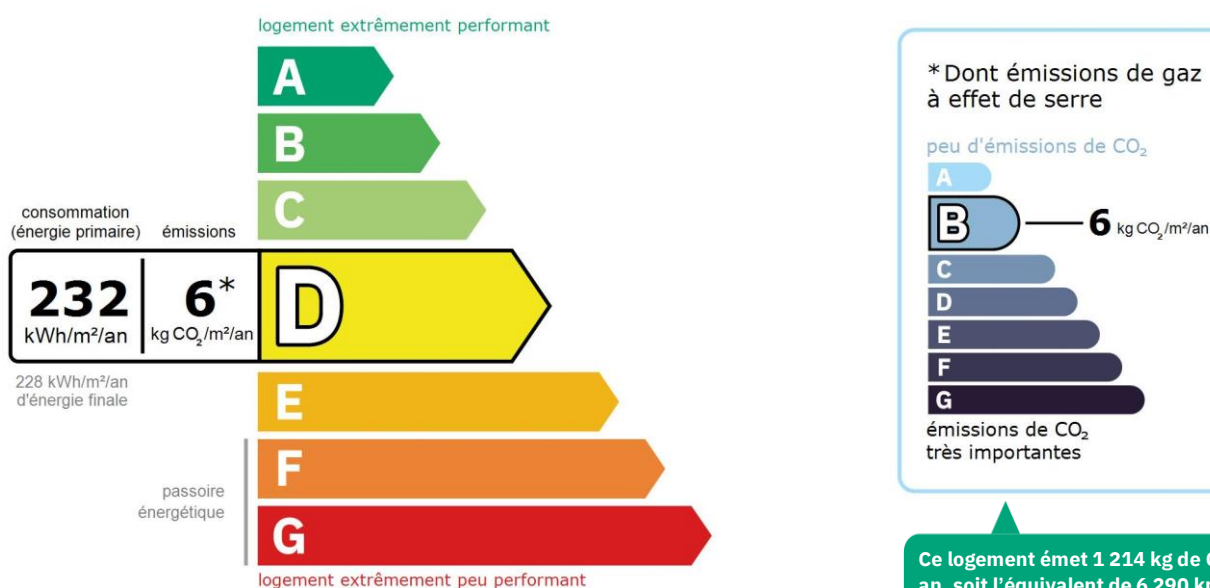 logement extrêmement performant
A
B
C
consommation
(énergie primaire)
émissions
232
kWh/m²/an
6*
kg CO₂/m²/an
D
228 kWh/m²/an
d'énergie finale
E
F
passoire
énergétique
G
logement extrêmement peu performant
*Dont émissions de gaz
à effet de serre
peu d'émissions de CO₂
A
B
6 kg CO₂/m²/an
C
D
E
F
G
émissions de CO₂
très importantes
Ce logement émet 1 214 kg de
an, soit l'équivalent de 6 290